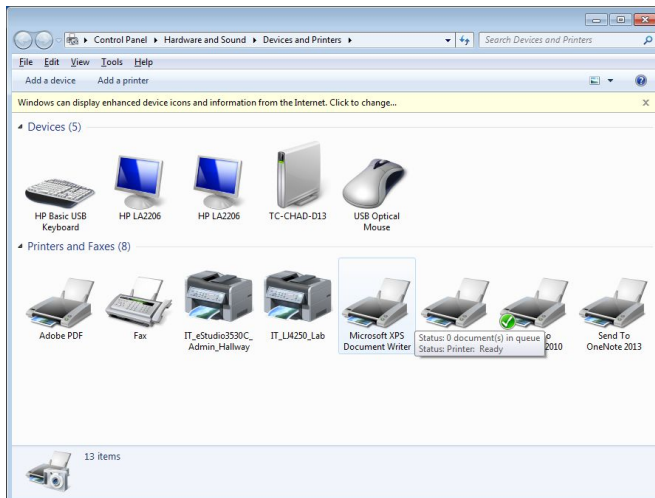 Control Panel ▸ Hardware and Sound ▸ Devices and Printers ▸
Search Devices and Printers
File Edit View Tools Help
Add a device Add a printer
Windows can display enhanced device icons and information from the Internet. Click to change...
Devices (5)
HP Basic USB
Keyboard
HP LA2206
HP LA2206
TC-CHAD-D13
USB Optical
Mouse
Printers and Faxes (8)
Adobe PDF
Fax
IT_eStudio3530C_
Admin_Hallway
IT_LJ4250_Lab
Microsoft XPS
Document Writer
Status: 0 document(s) in queue
Status: Printer: Ready
2010
Send To
OneNote 2013
13 items